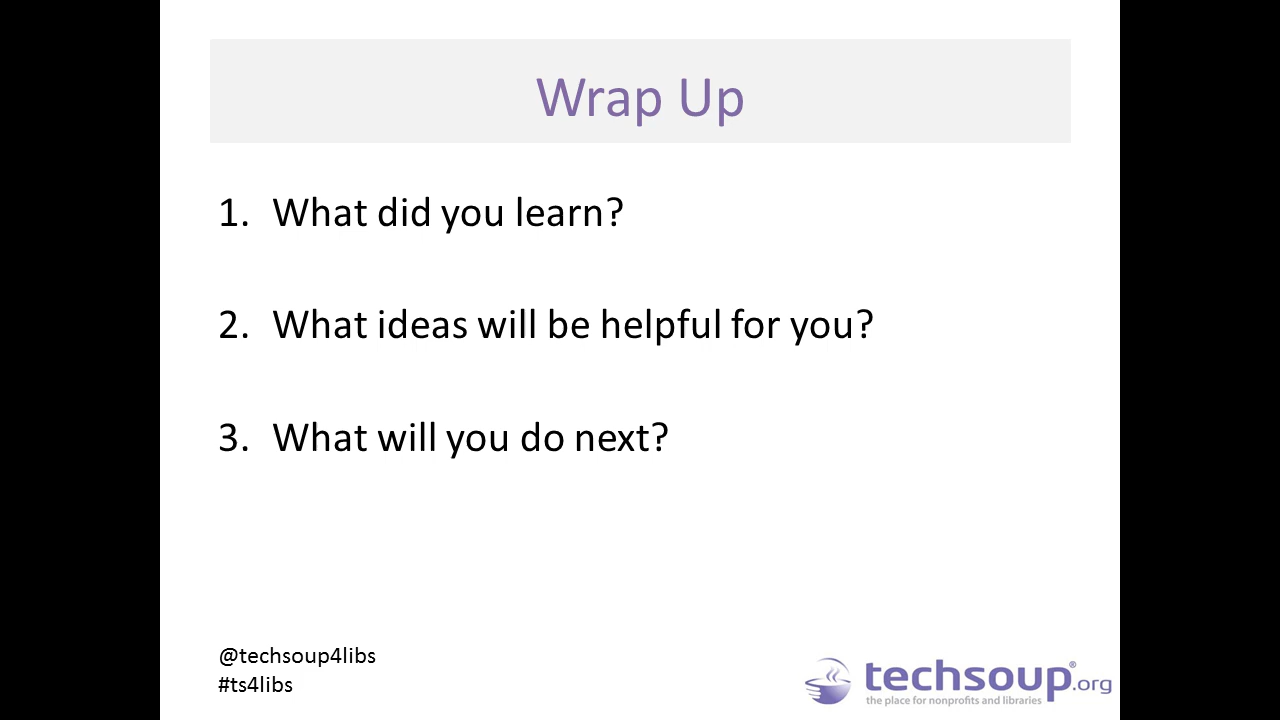 Wrap Up
1. What did you learn?
2. What ideas will be helpful for you?
3. What will you do next?
@techsoup4libs
#ts4libs
techsoup®.org
the place for nonprofits and libraries